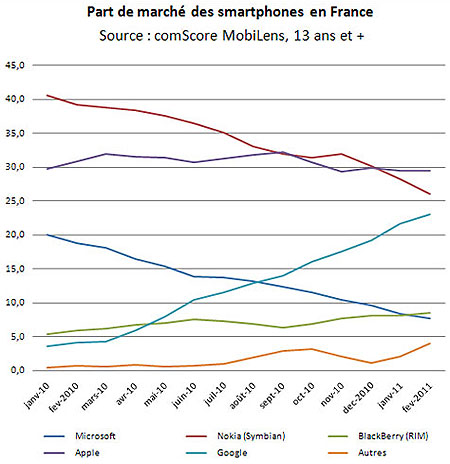 Part de marché des smartphones en France
Source : comScore MobiLens, 13 ans et +
45,0
40,0
35,0
30,0
25,0
20,0
15,0
10,0
5,0
0,0
janv-10
fev-2010
mars-10
avr-10
mai-10
juin-10
juil-10
août-10
sept-10
oct-10
nov-10
dec-2010
janv-11
fev-2011
Microsoft
Nokia (Symbian)
BlackBerry (RIM)
Apple
Google
Autres